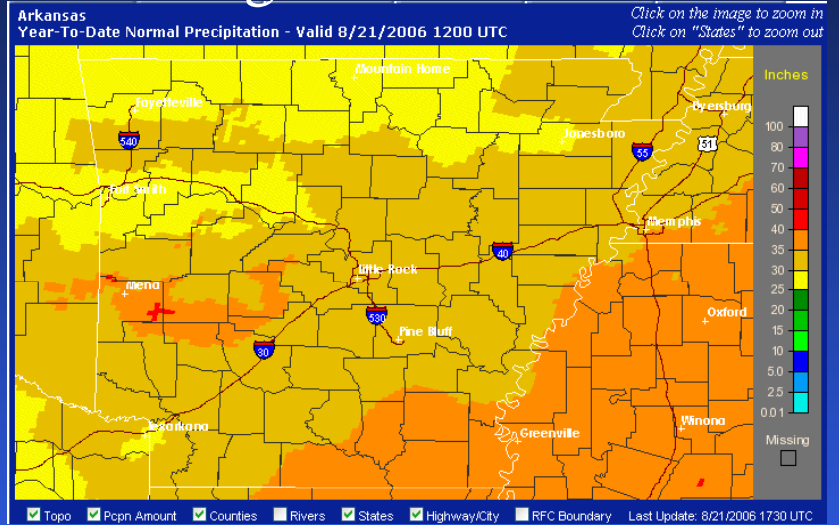 Arkansas
Year-To-Date Normal Precipitation - Valid 8/21/2006 1200 UTC
Click on the image to zoom in
Click on "States" to zoom out
Inches
Mountain Home
Fayetteville
Dyersburg
Jonesboro
540
55
51
100
80
70
60
50
40
35
30
25
20
15
10
5.0
2.5
0.01
Missing
Fort Smith
Memphis
40
Little Rock
Mena
Oxford
530
Pine Bluff
30
Texarkana
Greenville
Winona
Topo
Pcpn Amount
Counties
Rivers
States
Highway/City
RFC Boundary
Last Update: 8/21/2006 1730 UTC